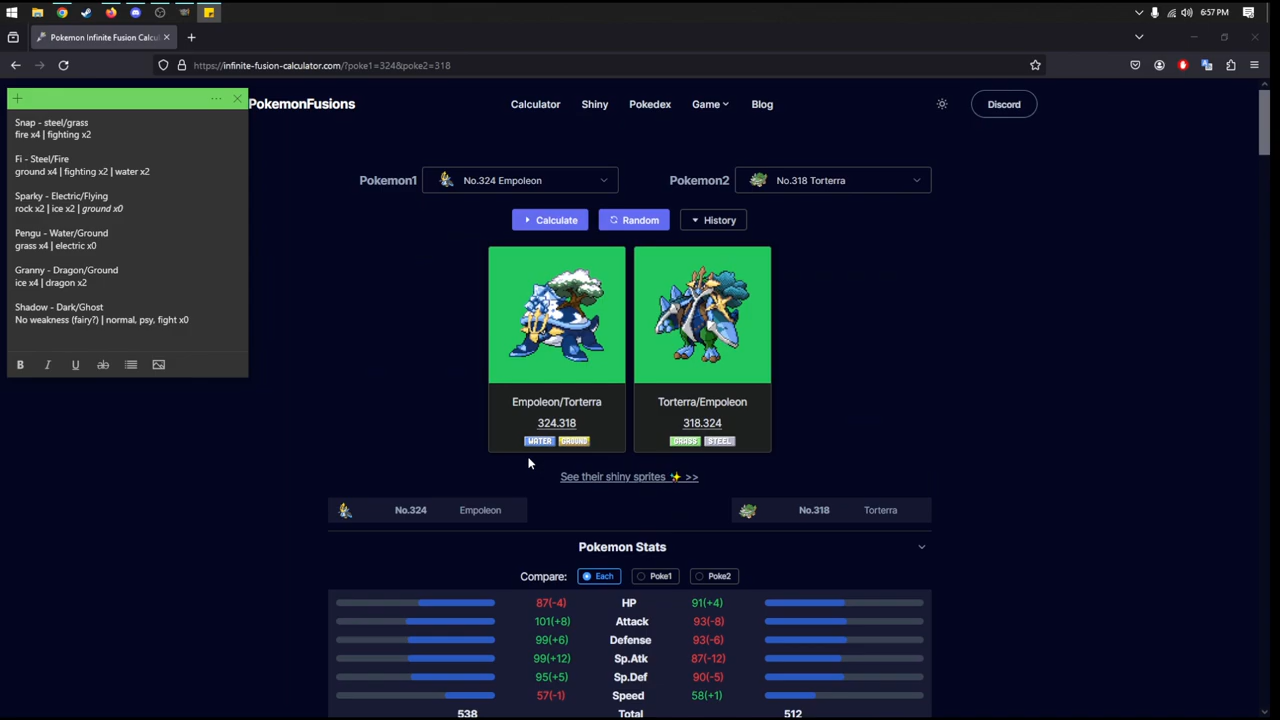 6:57 PM
Pokemon Infinite Fusion Calcul
https://infinite-fusion-calculator.com/?poke1=324&poke2=318
Snap - steel/grass
fire x4 | fighting x2
Fi - Steel/Fire
ground x4 | fighting x2 | water x2
Sparky - Electric/Flying
rock x2 | ice x2 | ground x0
Pengu - Water/Ground
grass x4 | electric x0
Granny - Dragon/Ground
ice x4 | dragon x2
Shadow - Dark/Ghost
No weakness (fairy?) | normal, psy, fight x0
B I U ab
PokemonFusions
Calculator Shiny Pokedex Game Blog
Discord
Pokemon1 No.324 Empoleon
Pokemon2 No.318 Torterra
Calculate Random History
Empoleon/Torterra
324.318
WATER GROUND
Torterra/Empoleon
318.324
GRASS STEEL
See their shiny sprites ✨ >>
No.324 Empoleon
No.318 Torterra
Pokemon Stats
Compare: Each Poke1 Poke2
87(-4) HP 91(+4)
101(+8) Attack 93(-8)
99(+6) Defense 93(-6)
99(+12) Sp.Atk 87(-12)
95(+5) Sp.Def 90(-5)
57(-1) Speed 58(+1)
538 Total 512